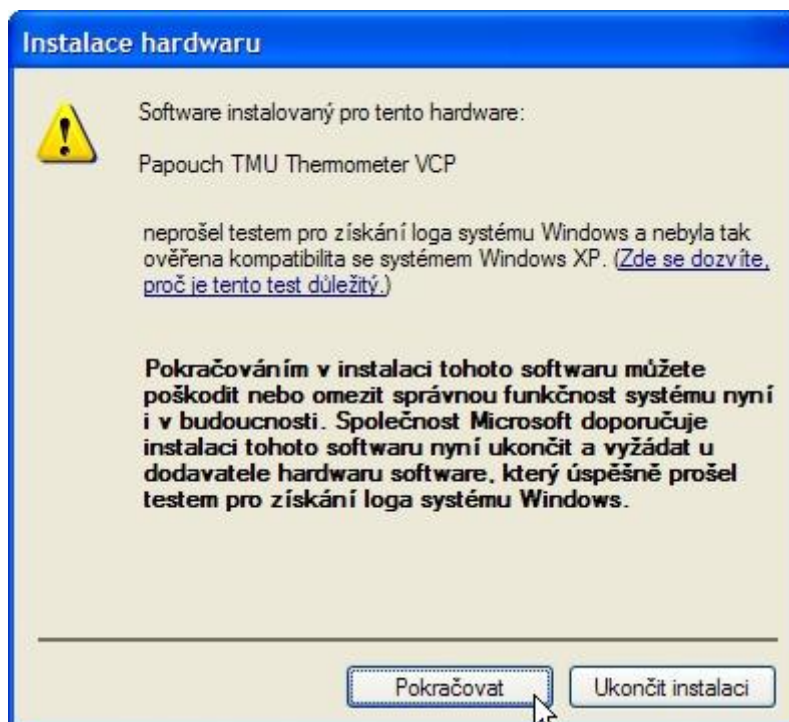 Instalace hardwaru
Software instalovaný pro tento hardware:
Papouch TMU Thermometer VCP
neprošel testem pro získání loga systému Windows a nebyla tak
ověřena kompatibilita se systémem Windows XP. (Zde se dozvíte,
proč je tento test důležitý.)
Pokračováním v instalaci tohoto softwaru můžete
poškodit nebo omezit správnou funkčnost systému nyní
i v budoucnosti. Společnost Microsoft doporučuje
instalaci tohoto softwaru nyní ukončit a vyžádat u
dodavatele hardwaru software, který úspěšně prošel
testem pro získání loga systému Windows.
Pokračovat Ukončit instalaci